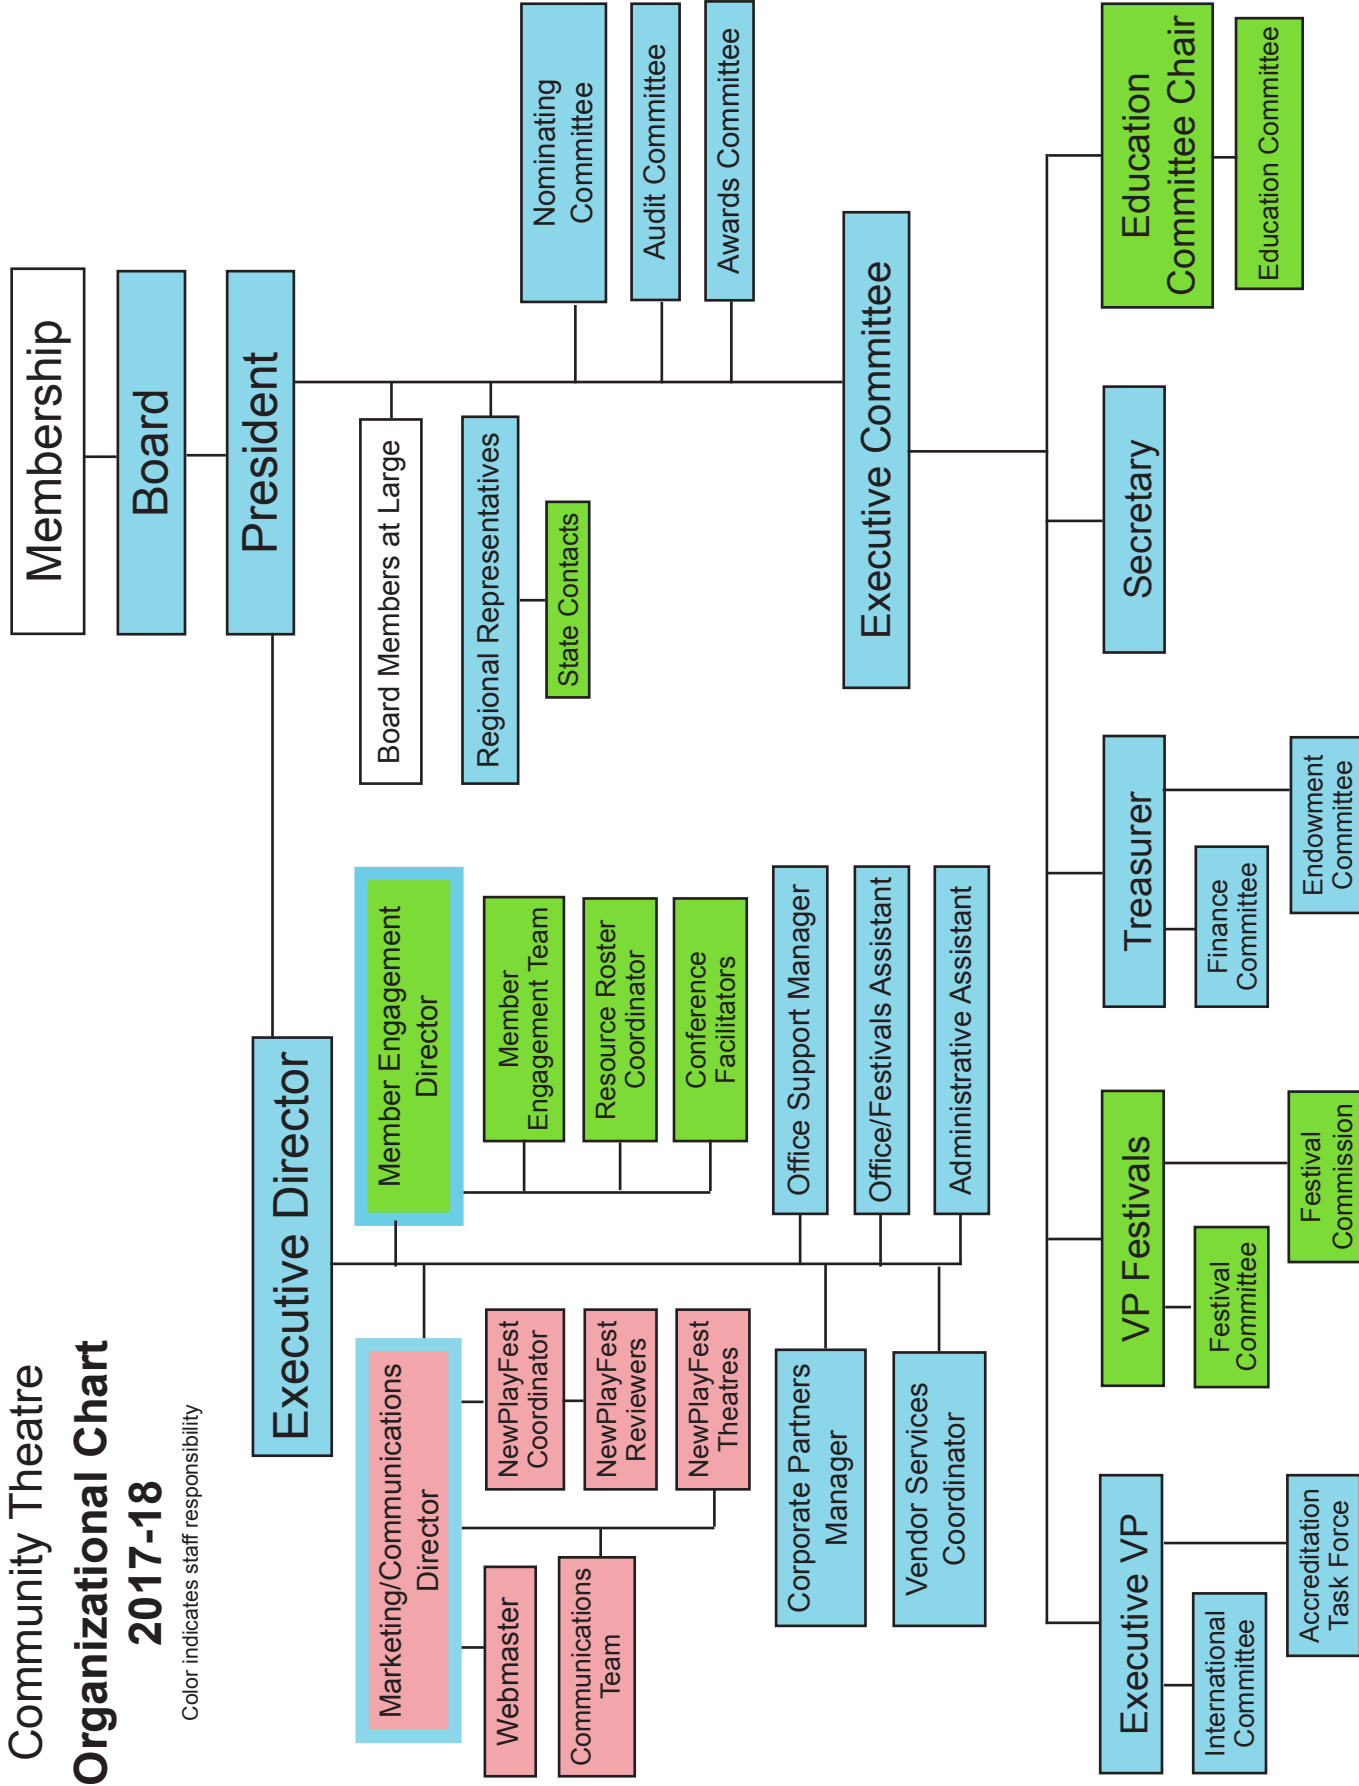 Community Theatre
Organizational Chart
2017-18
Color indicates staff responsibility
Membership
Board
President
Executive Director
Marketing/Communications
Director
Webmaster
Communications
Team
NewPlayFest
Coordinator
NewPlayFest
Reviewers
NewPlayFest
Theatres
Member Engagement
Director
Member
Engagement Team
Resource Roster
Coordinator
Conference
Facilitators
Corporate Partners
Manager
Vendor Services
Coordinator
Office Support Manager
Office/Festivals Assistant
Administrative Assistant
Board Members at Large
Regional Representatives
State Contacts
Nominating
Committee
Audit Committee
Awards Committee
Executive Committee
Executive VP
International
Committee
Accreditation
Task Force
VP Festivals
Festival
Committee
Festival
Commission
Treasurer
Finance
Committee
Endowment
Committee
Secretary
Education
Committee Chair
Education Committee